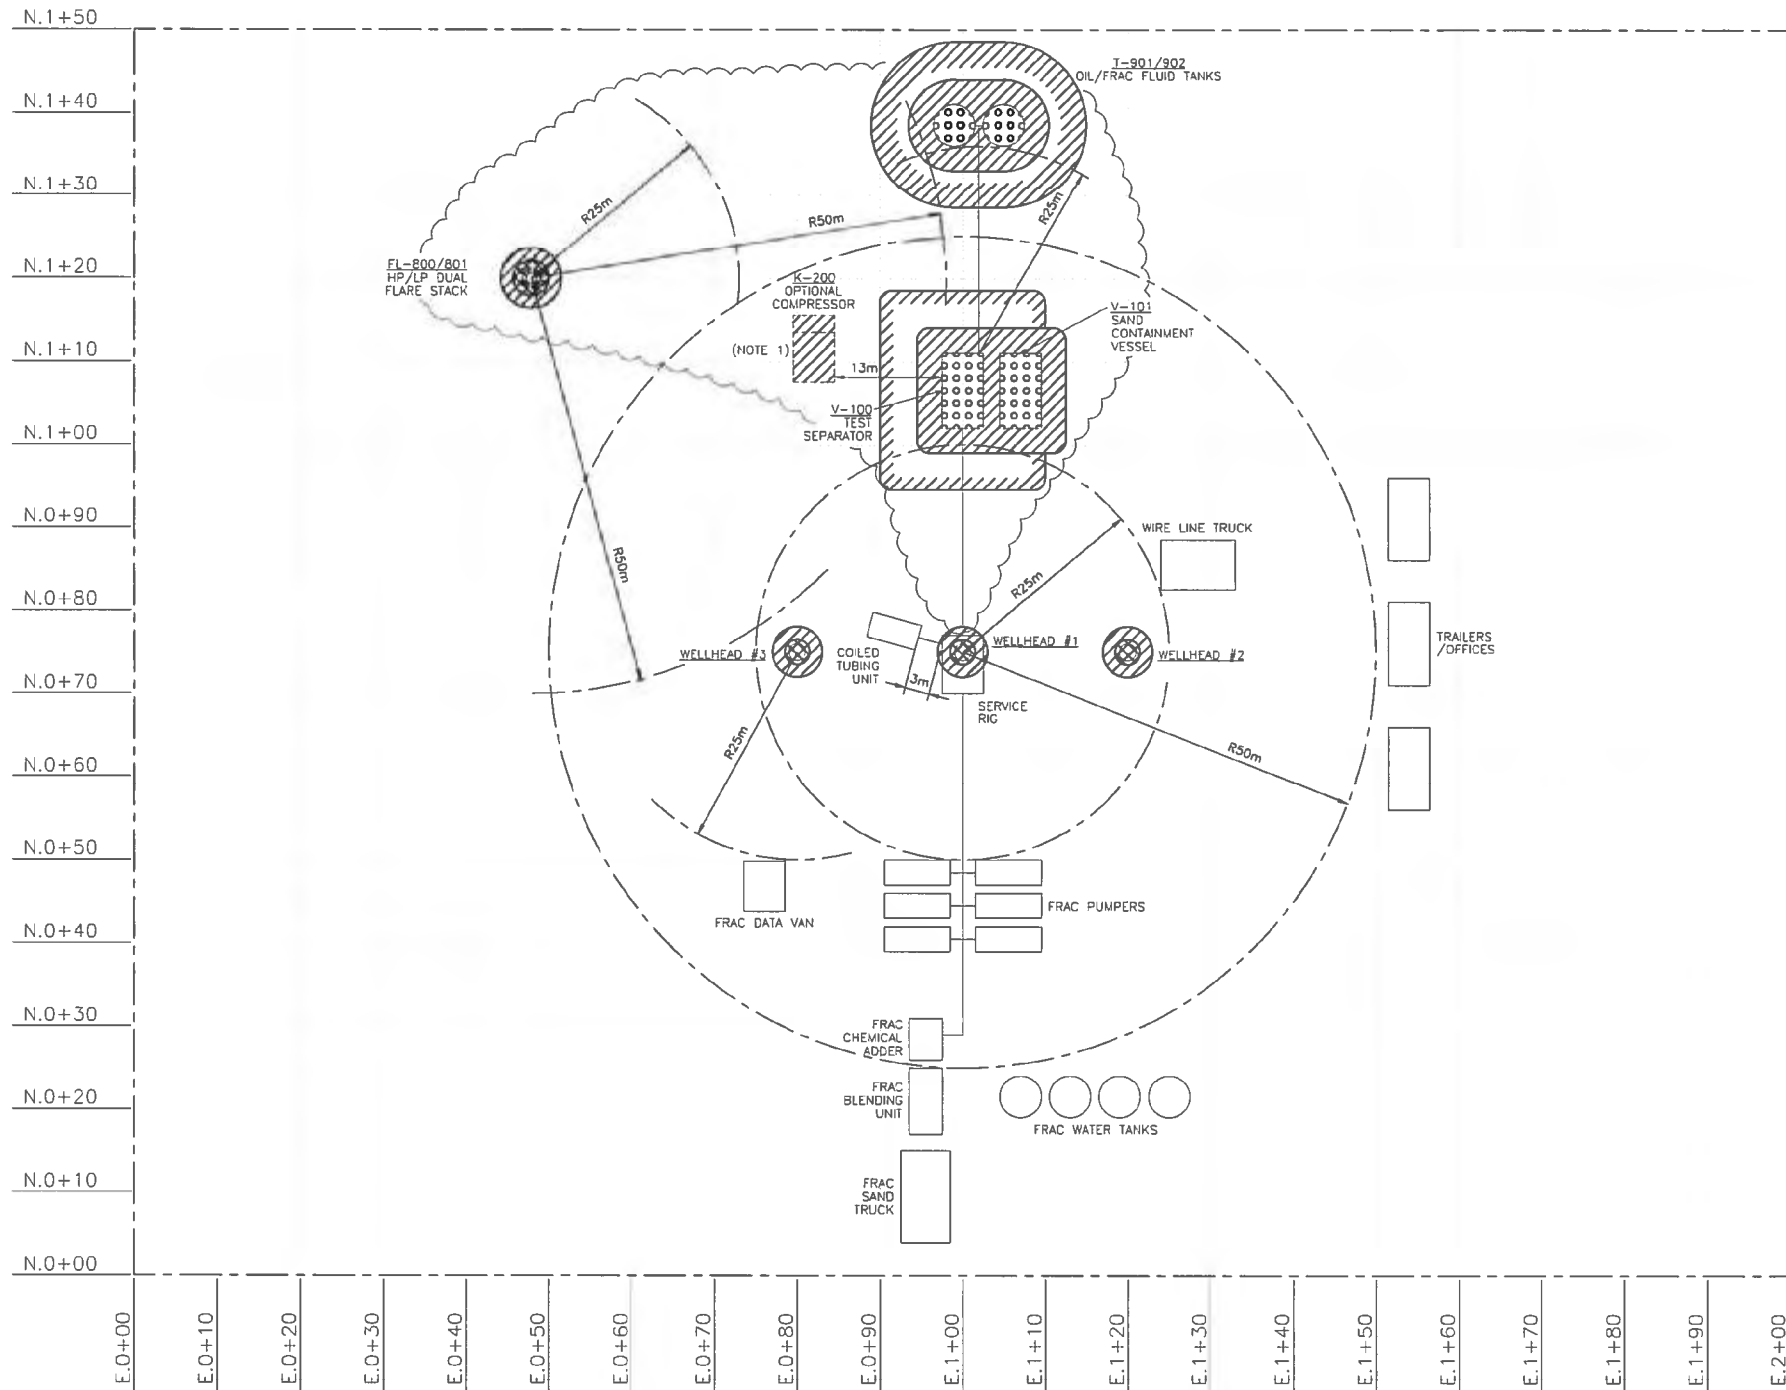 N.1+50
N.1+40
N.1+30
N.1+20
N.1+10
N.1+00
N.0+90
N.0+80
N.0+70
N.0+60
N.0+50
N.0+40
N.0+30
N.0+20
N.0+10
N.0+00
T-901/902
OIL/FRAC FLUID TANKS
R25m
R50m
R25m
FL-800/801
HP/LP DUAL
FLARE STACK
K-200
OPTIONAL
COMPRESSOR
(NOTE 1)
13m
V-101
SAND
CONTAINMENT
VESSEL
V-100
TEST
SEPARATOR
R50m
WIRE LINE TRUCK
R25m
WELLHEAD #3
COILED
TUBING
UNIT
3m
WELLHEAD #1
WELLHEAD #2
SERVICE
RIG
TRAILERS
/OFFICES
R25m
R50m
FRAC DATA VAN
FRAC PUMPERS
FRAC
CHEMICAL
ADDER
FRAC
BLENDING
UNIT
FRAC WATER TANKS
FRAC
SAND
TRUCK
E.0+00
E.0+10
E.0+20
E.0+30
E.0+40
E.0+50
E.0+60
E.0+70
E.0+80
E.0+90
E.1+00
E.1+10
E.1+20
E.1+30
E.1+40
E.1+50
E.1+60
E.1+70
E.1+80
E.1+90
E.2+00